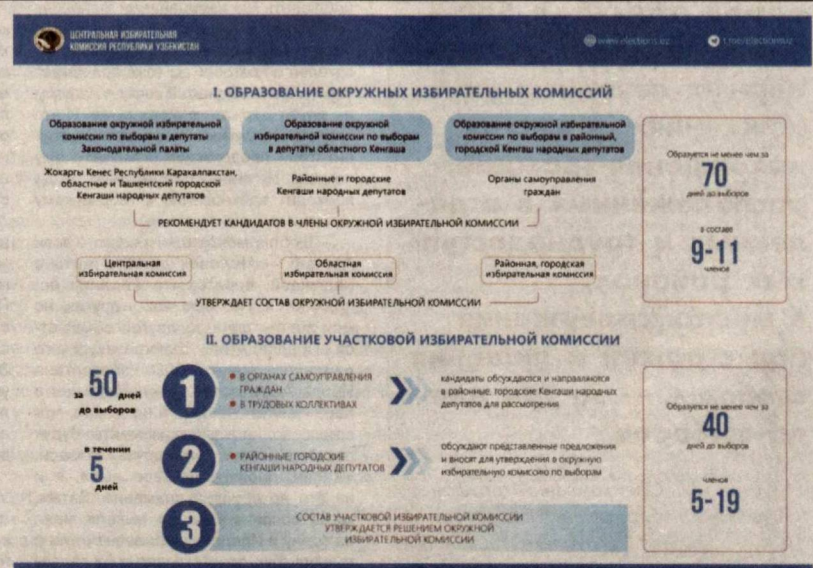 ЦЕНТРАЛЬНАЯ ИЗБИРАТЕЛЬНАЯ
КОМИССИЯ РЕСПУБЛИКИ УЗБЕКИСТАН
www.elections.uz
t.me/elections.uz
I. ОБРАЗОВАНИЕ ОКРУЖНЫХ ИЗБИРАТЕЛЬНЫХ КОМИССИЙ
Образование окружной избирательной
комиссии по выборам в депутаты
Законодательной палаты
Образование окружной
избирательной комиссии по выборам
в депутаты областного Кенгаша
Образование окружной избирательной
комиссии по выборам в районный,
городской Кенгаш народных депутатов
Жокаргы Кенес Республики Каракалпакстан,
областные и Ташкентский городской
Кенгаши народных депутатов
Районные и городские
Кенгаши народных депутатов
Органы самоуправления
граждан
РЕКОМЕНДУЕТ КАНДИДАТОВ В ЧЛЕНЫ ОКРУЖНОЙ ИЗБИРАТЕЛЬНОЙ КОМИССИИ
Центральная
избирательная комиссия
Областная
избирательная комиссия
Районная, городская
избирательная комиссия
УТВЕРЖДАЕТ СОСТАВ ОКРУЖНОЙ ИЗБИРАТЕЛЬНОЙ КОМИССИИ
Образуется не менее чем за
70
дней до выборов
в составе
9-11
членов
II. ОБРАЗОВАНИЕ УЧАСТКОВОЙ ИЗБИРАТЕЛЬНОЙ КОМИССИИ
за 50 дней
до выборов
1
В ОРГАНАХ САМОУПРАВЛЕНИЯ
ГРАЖДАН
В ТРУДОВЫХ КОЛЛЕКТИВАХ
кандидаты обсуждаются и направляются
в районные, городские Кенгаши народных
депутатов для рассмотрения
в течении
5
дней
2
РАЙОННЫЕ, ГОРОДСКИЕ
КЕНГАШИ НАРОДНЫХ ДЕПУТАТОВ
обсуждают представленные предложения
и вносят для утверждения в окружную
избирательную комиссию по выборам
3
СОСТАВ УЧАСТКОВОЙ ИЗБИРАТЕЛЬНОЙ КОМИССИИ
УТВЕРЖДАЕТСЯ РЕШЕНИЕМ ОКРУЖНОЙ
ИЗБИРАТЕЛЬНОЙ КОМИССИИ
Образуется не менее чем за
40
дней до выборов
членов
5-19